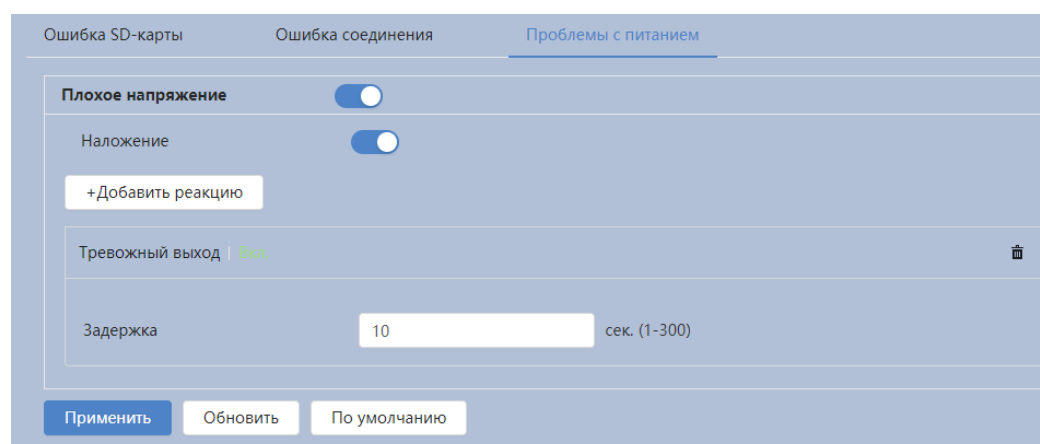 Ошибка SD-карты Ошибка соединения Проблемы с питанием
Плохое напряжение
Наложение
+Добавить реакцию
Тревожный выход | Вкл.
Задержка 10 сек. (1-300)
Применить Обновить По умолчанию